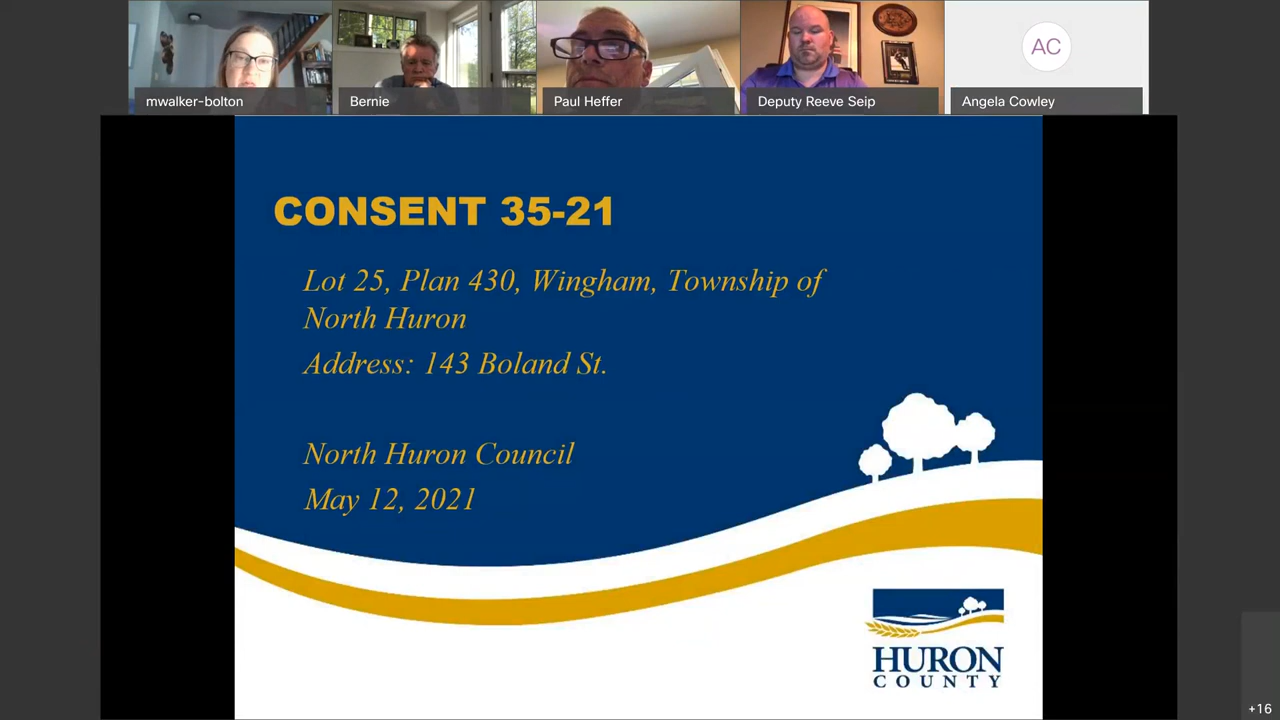 mwalker-bolton
Bernie
Paul Heffer
Deputy Reeve Seip
AC
Angela Cowley
CONSENT 35-21
Lot 25, Plan 430, Wingham, Township of
North Huron
Address: 143 Boland St.
North Huron Council
May 12, 2021
HURON
COUNTY
+16